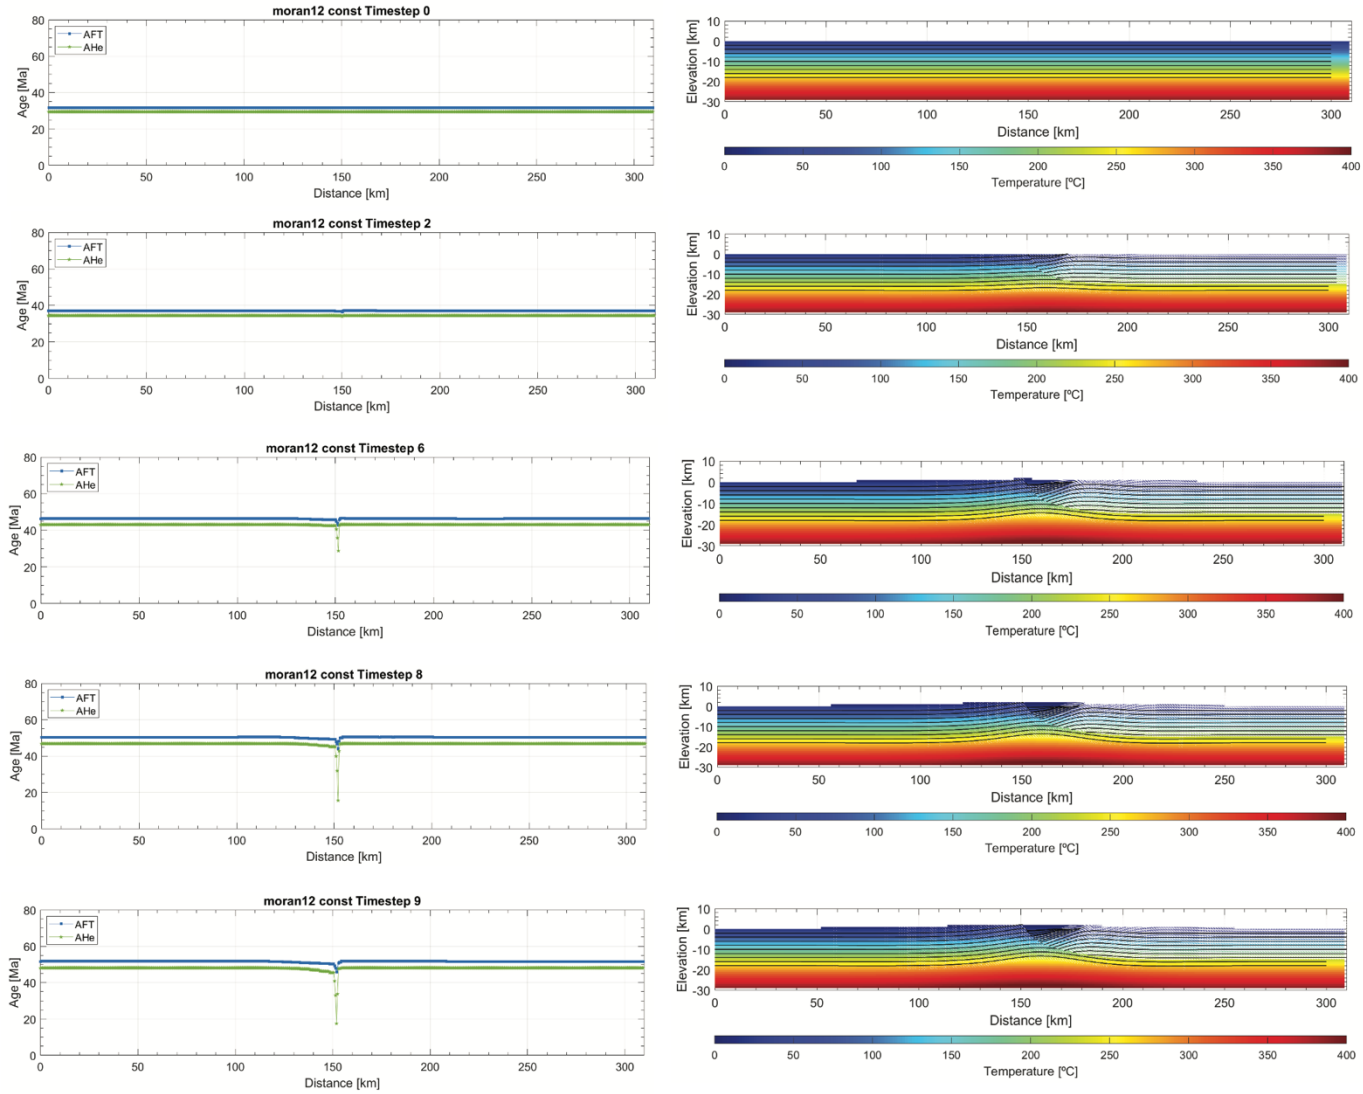 moran12 const Timestep 0
AFT
AHe
Age [Ma]
80
60
40
20
0
0 50 100 150 200 250 300
Distance [km]
Elevation [km]
10
0
-10
-20
-30
0 50 100 150 200 250 300
Distance [km]
0 50 100 150 200 250 300 350 400
Temperature [ºC]
moran12 const Timestep 2
AFT
AHe
Age [Ma]
80
60
40
20
0
0 50 100 150 200 250 300
Distance [km]
Elevation [km]
10
0
-10
-20
-30
0 50 100 150 200 250 300
Distance [km]
0 50 100 150 200 250 300 350 400
Temperature [ºC]
moran12 const Timestep 6
AFT
AHe
Age [Ma]
80
60
40
20
0
0 50 100 150 200 250 300
Distance [km]
Elevation [km]
10
0
-10
-20
-30
0 50 100 150 200 250 300
Distance [km]
0 50 100 150 200 250 300 350 400
Temperature [ºC]
moran12 const Timestep 8
AFT
AHe
Age [Ma]
80
60
40
20
0
0 50 100 150 200 250 300
Distance [km]
Elevation [km]
10
0
-10
-20
-30
0 50 100 150 200 250 300
Distance [km]
0 50 100 150 200 250 300 350 400
Temperature [ºC]
moran12 const Timestep 9
AFT
AHe
Age [Ma]
80
60
40
20
0
0 50 100 150 200 250 300
Distance [km]
Elevation [km]
10
0
-10
-20
-30
0 50 100 150 200 250 300
Distance [km]
0 50 100 150 200 250 300 350 400
Temperature [ºC]